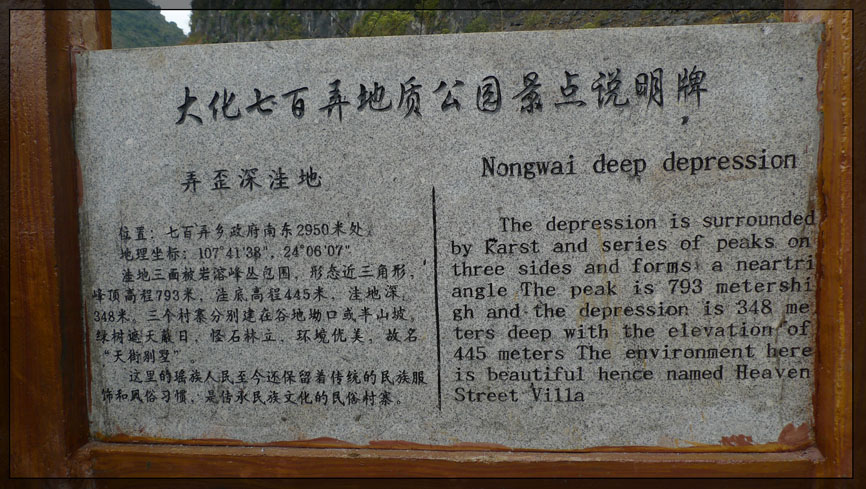 大化七百弄地质公园景点说明牌
弄歪深洼地
位置：七百弄乡政府南东2950米处。
地理坐标：107°41′38″，24°06′07″
洼地三面被岩溶峰丛包围，形态近三角形，
峰顶高程793米，洼底高程445米，洼地深
348米，三个村寨分别建在谷地坳口或半山坡，
绿树遮天蔽日，怪石林立，环境优美，故名
“天街别墅”。
这里的瑶族人民至今还保留着传统的民族服
饰和风俗习惯，是传承民族文化的民俗村寨。
Nongwai deep depression
The depression is surrounded
by Karst and series of peaks on
three sides and forms a neartri
angle The peak is 793 metershi
gh and the depression is 348 me
ters deep with the elevation of
445 meters The environment here
is beautiful hence named Heaven
Street Villa